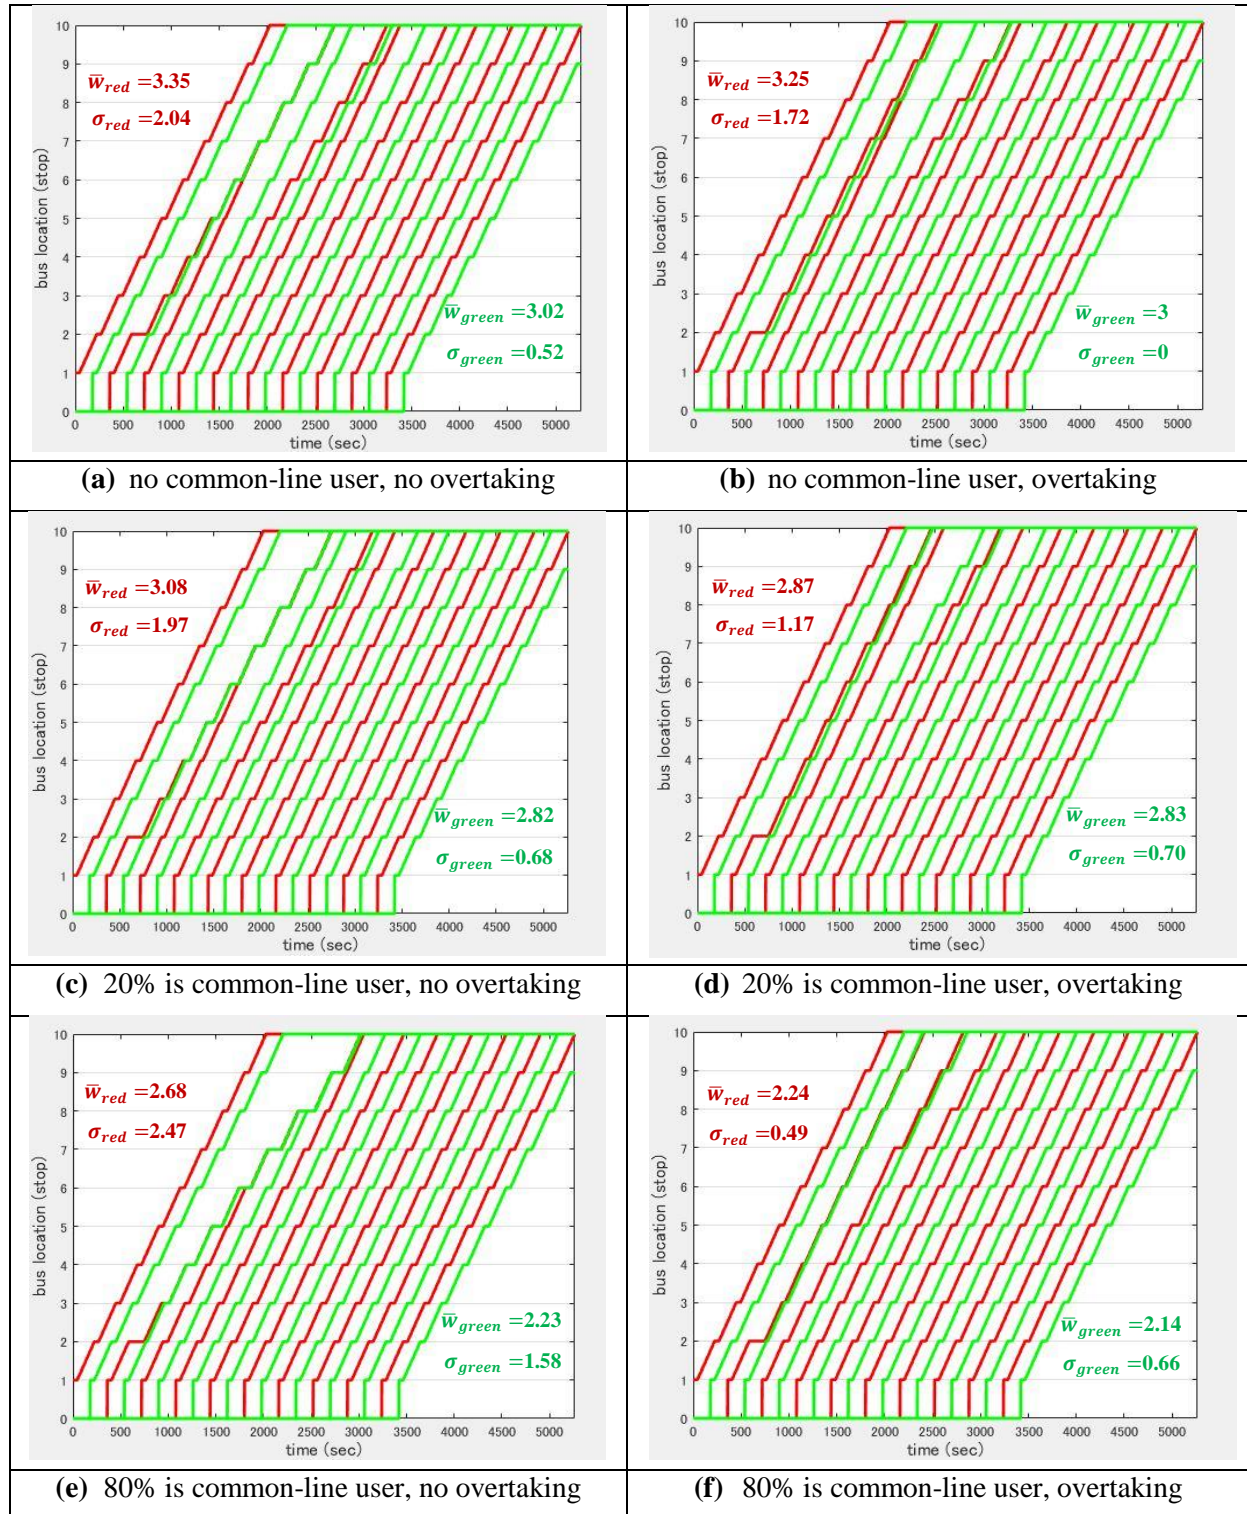 w̄red =3.35
σred =2.04
w̄green =3.02
σgreen =0.52
bus location (stop)
10
9
8
7
6
5
4
3
2
1
0
0 500 1000 1500 2000 2500 3000 3500 4000 4500 5000
time (sec)
(a) no common-line user, no overtaking
w̄red =3.25
σred =1.72
w̄green =3
σgreen =0
bus location (stop)
10
9
8
7
6
5
4
3
2
1
0
0 500 1000 1500 2000 2500 3000 3500 4000 4500 5000
time (sec)
(b) no common-line user, overtaking
w̄red =3.08
σred =1.97
w̄green =2.82
σgreen =0.68
bus location (stop)
10
9
8
7
6
5
4
3
2
1
0
0 500 1000 1500 2000 2500 3000 3500 4000 4500 5000
time (sec)
(c) 20% is common-line user, no overtaking
w̄red =2.87
σred =1.17
w̄green =2.83
σgreen =0.70
bus location (stop)
10
9
8
7
6
5
4
3
2
1
0
0 500 1000 1500 2000 2500 3000 3500 4000 4500 5000
time (sec)
(d) 20% is common-line user, overtaking
w̄red =2.68
σred =2.47
w̄green =2.23
σgreen =1.58
bus location (stop)
10
9
8
7
6
5
4
3
2
1
0
0 500 1000 1500 2000 2500 3000 3500 4000 4500 5000
time (sec)
(e) 80% is common-line user, no overtaking
w̄red =2.24
σred =0.49
w̄green =2.14
σgreen =0.66
bus location (stop)
10
9
8
7
6
5
4
3
2
1
0
0 500 1000 1500 2000 2500 3000 3500 4000 4500 5000
time (sec)
(f) 80% is common-line user, overtaking